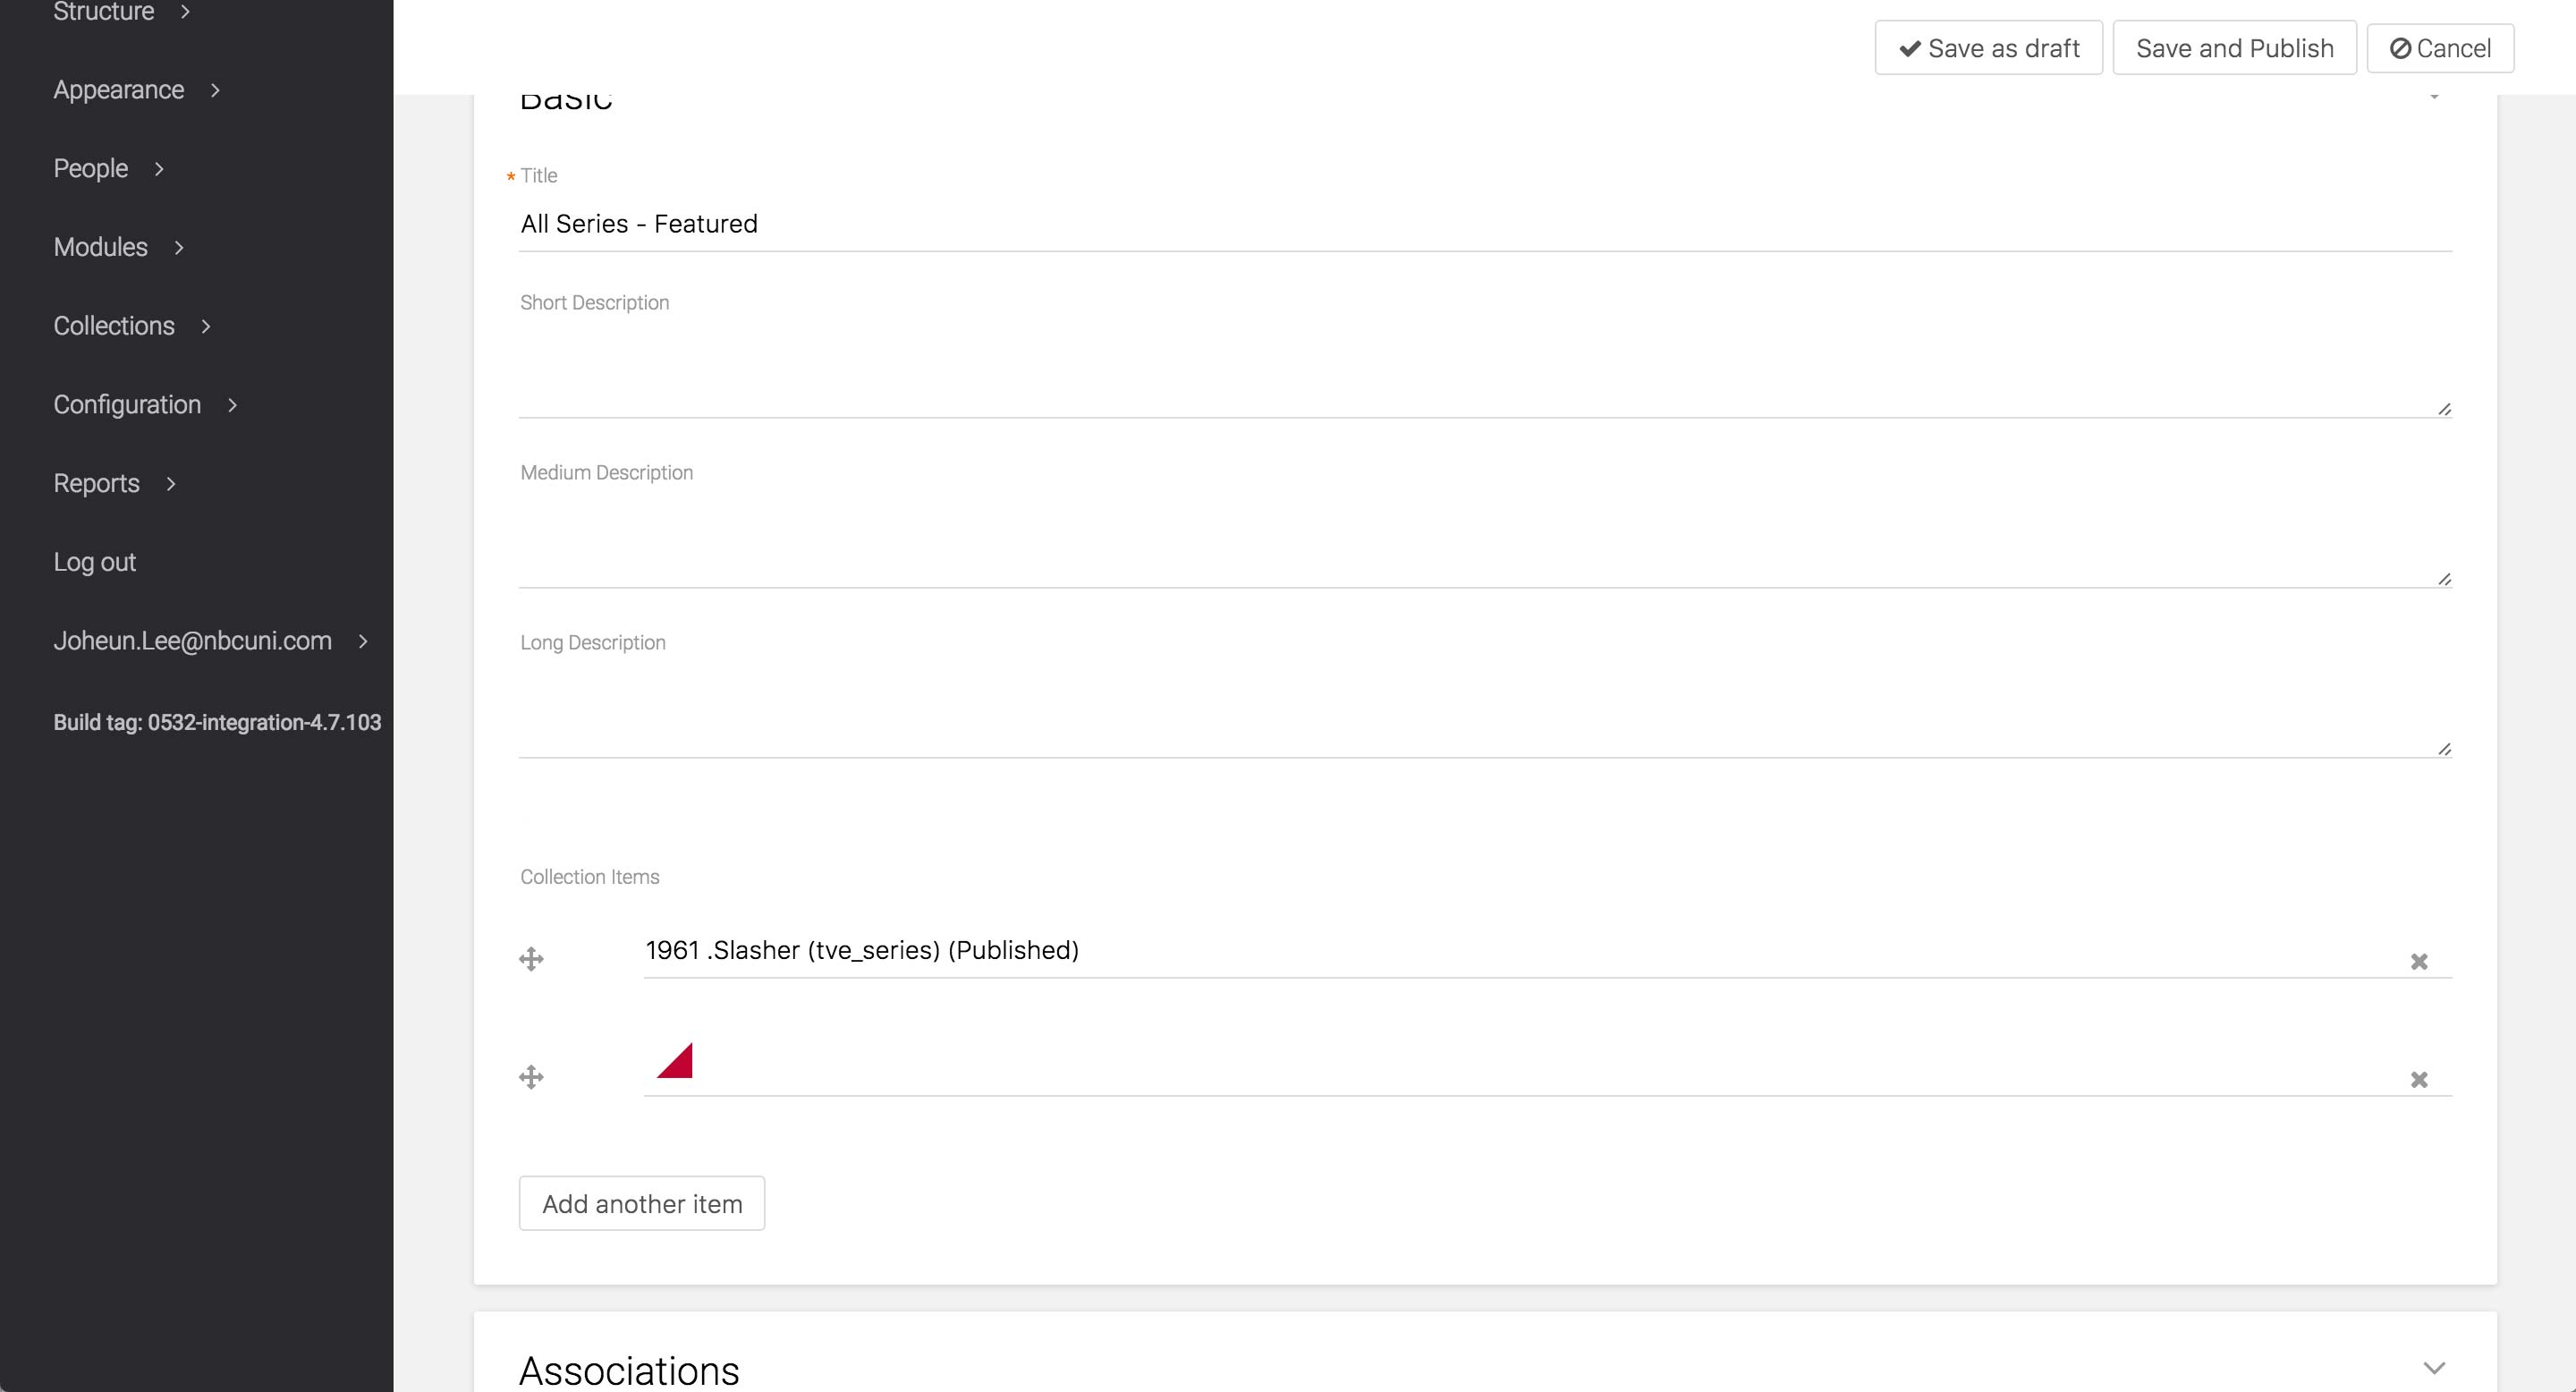 Structure
Appearance
People
Modules
Collections
Configuration
Reports
Log out
Joheun.Lee@nbcuni.com
Build tag: 0532-integration-4.7.103
Save as draft
Save and Publish
Cancel
Basic
* Title
All Series - Featured
Short Description
Medium Description
Long Description
Collection Items
1961 .Slasher (tve_series) (Published)
Add another item
Associations